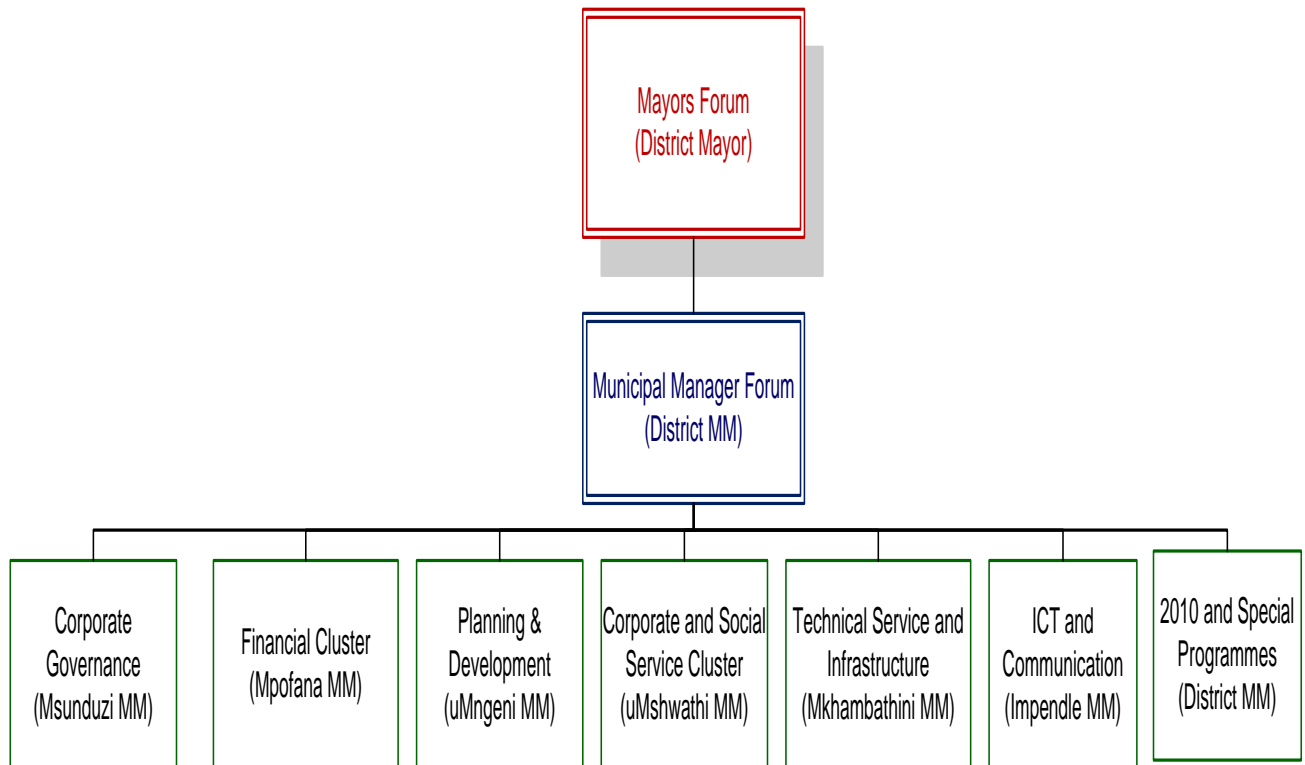 Mayors Forum
(District Mayor)
Municipal Manager Forum
(District MM)
Corporate
Governance
(Msunduzi MM)
Financial Cluster
(Mpofana MM)
Planning &
Development
(uMngeni MM)
Corporate and Social
Service Cluster
(uMshwathi MM)
Technical Service and
Infrastructure
(Mkhambathini MM)
ICT and
Communication
(Impendle MM)
2010 and Special
Programmes
(District MM)